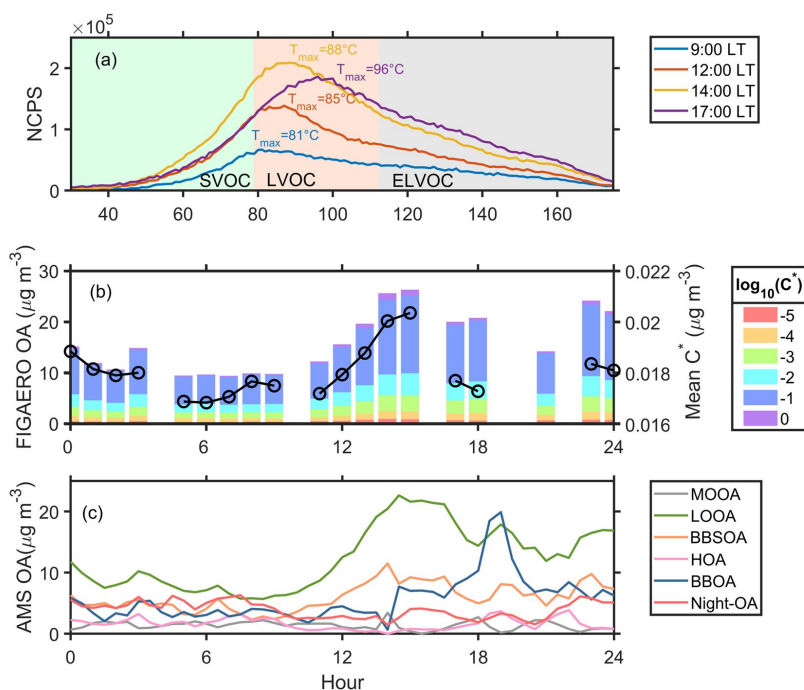 ×10⁵
(a)
2
1
0
NCPS
T_max=88°C
T_max=96°C
T_max=85°C
T_max=81°C
SVOC
LVOC
ELVOC
40 60 80 100 120 140 160
9:00 LT
12:00 LT
14:00 LT
17:00 LT
(b)
30
20
10
0
FIGAERO OA (μg m⁻³)
0 6 12 18 24
0.022
0.02
0.018
0.016
Mean C* (μg m⁻³)
log₁₀(C*)
-5
-4
-3
-2
-1
0
(c)
20
10
0
AMS OA(μg m⁻³)
0 6 12 18 24
Hour
MOOA
LOOA
BBSOA
HOA
BBOA
Night-OA